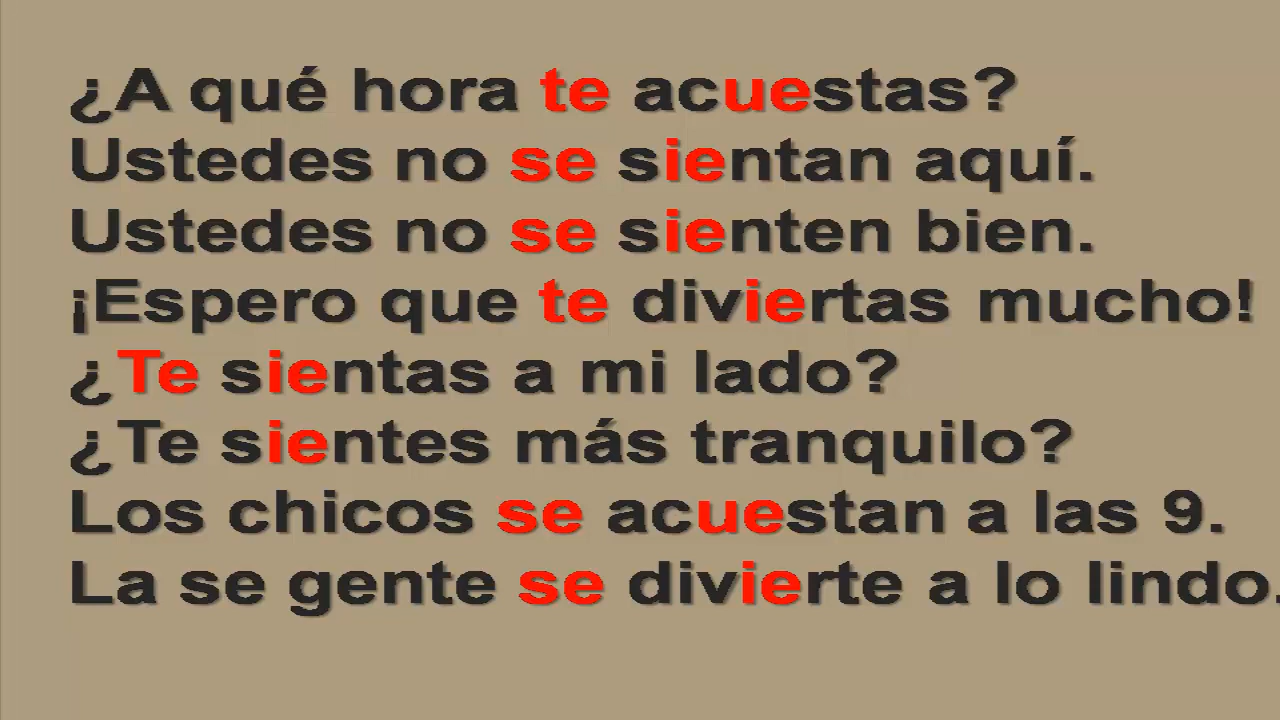 ¿A qué hora te acuestas?
Ustedes no se sientan aquí.
Ustedes no se sienten bien.
¡Espero que te diviertas mucho!
¿Te sientas a mi lado?
¿Te sientes más tranquilo?
Los chicos se acuestan a las 9.
La se gente se divierte a lo lindo.